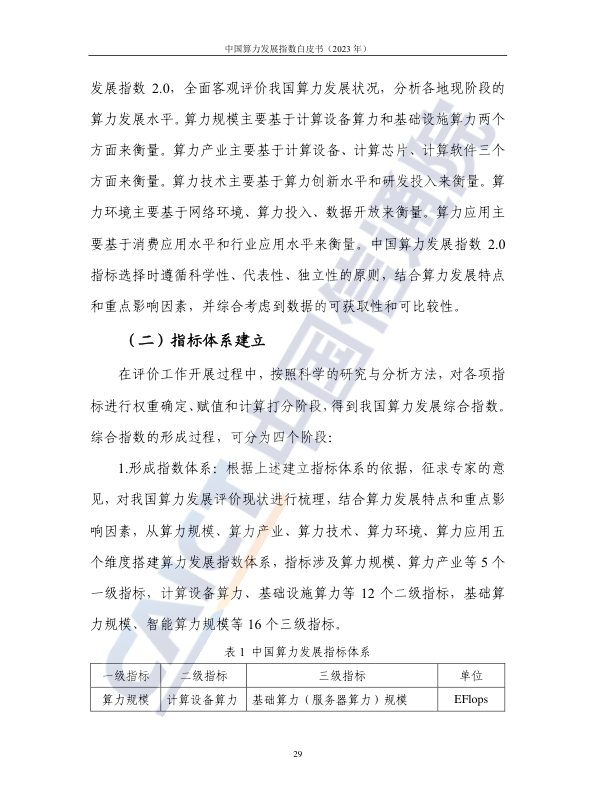 中国算力发展指数白皮书（2023 年）
发展指数 2.0，全面客观评价我国算力发展状况，分析各地现阶段的
算力发展水平。算力规模主要基于计算设备算力和基础设施算力两个
方面来衡量。算力产业主要基于计算设备、计算芯片、计算软件三个
方面来衡量。算力技术主要基于算力创新水平和研发投入来衡量。算
力环境主要基于网络环境、算力投入、数据开放来衡量。算力应用主
要基于消费应用水平和行业应用水平来衡量。中国算力发展指数 2.0
指标选择时遵循科学性、代表性、独立性的原则，结合算力发展特点
和重点影响因素，并综合考虑到数据的可获取性和可比较性。
（二）指标体系建立
在评价工作开展过程中，按照科学的研究与分析方法，对各项指
标进行权重确定、赋值和计算打分阶段，得到我国算力发展综合指数。
综合指数的形成过程，可分为四个阶段：
1.形成指数体系：根据上述建立指标体系的依据，征求专家的意
见，对我国算力发展评价现状进行梳理，结合算力发展特点和重点影
响因素，从算力规模、算力产业、算力技术、算力环境、算力应用五
个维度搭建算力发展指数体系，指标涉及算力规模、算力产业等 5 个
一级指标，计算设备算力、基础设施算力等 12 个二级指标，基础算
力规模、智能算力规模等 16 个三级指标。
表 1 中国算力发展指标体系
一级指标 二级指标 三级指标 单位
算力规模 计算设备算力 基础算力（服务器算力）规模 EFlops
29
CAICT 中国信通院